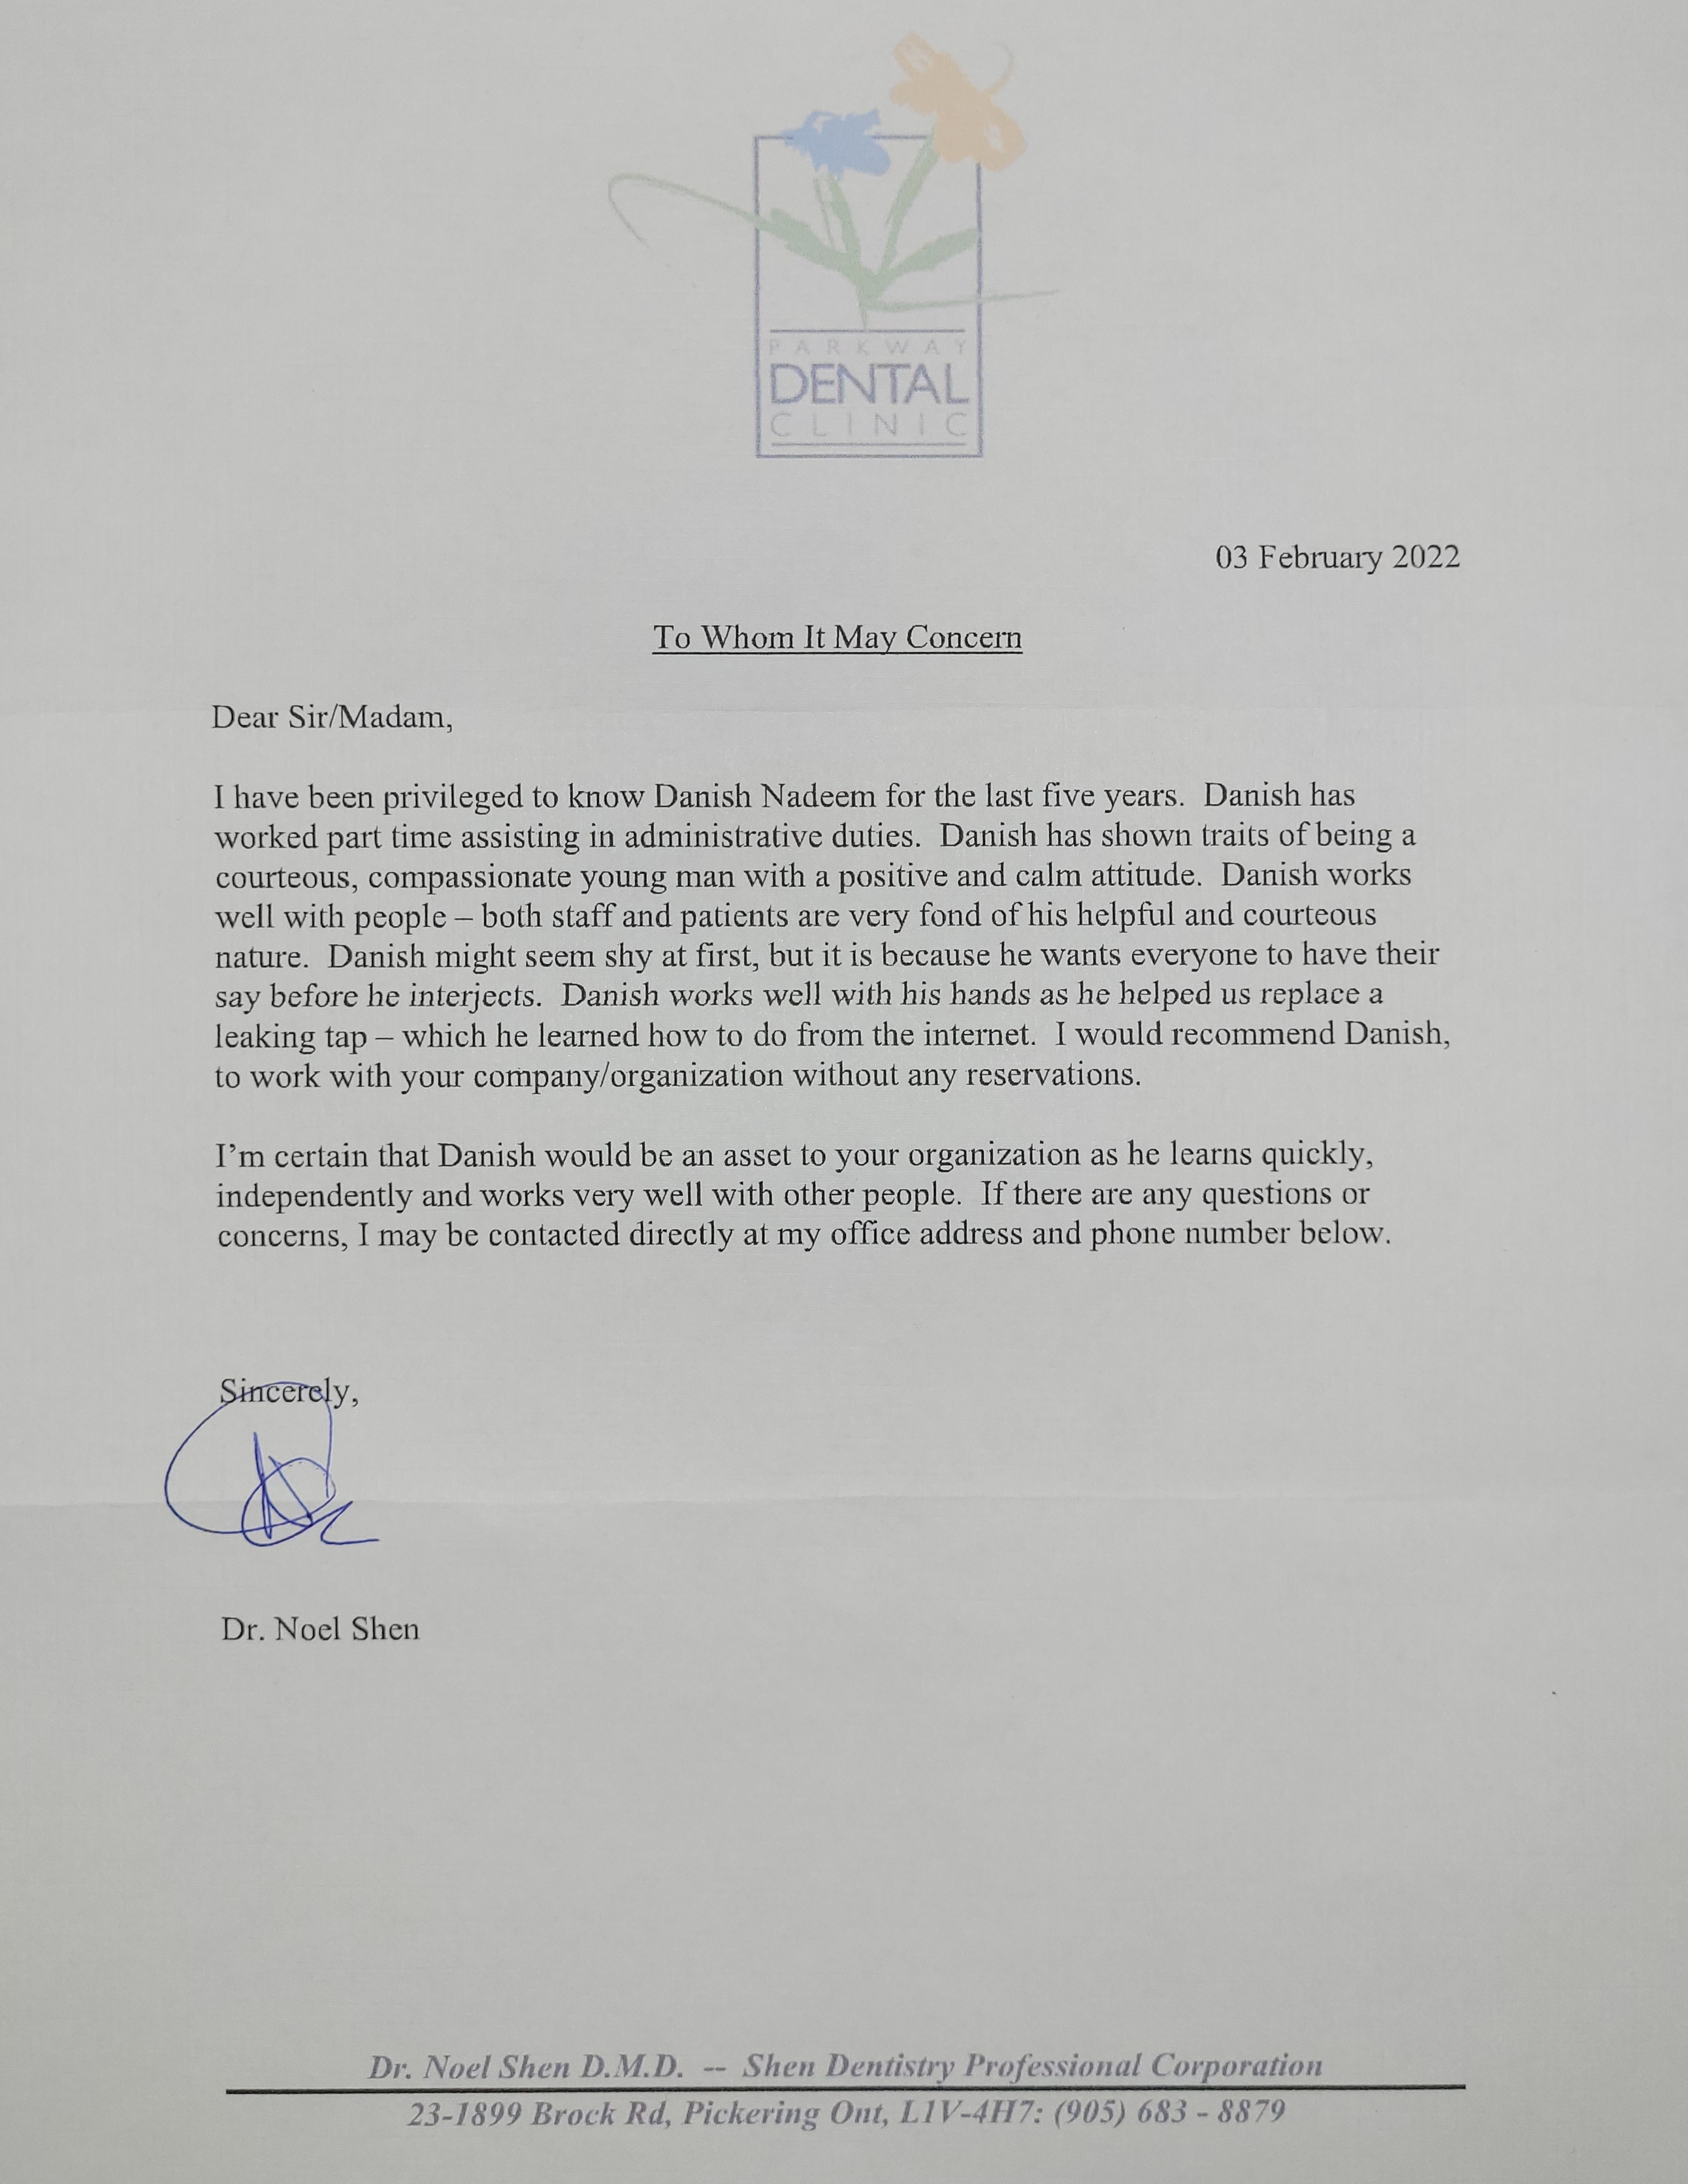 PARKWAY
DENTAL
CLINIC
03 February 2022
To Whom It May Concern
Dear Sir/Madam,
I have been privileged to know Danish Nadeem for the last five years.  Danish has
worked part time assisting in administrative duties.  Danish has shown traits of being a
courteous, compassionate young man with a positive and calm attitude.  Danish works
well with people – both staff and patients are very fond of his helpful and courteous
nature.  Danish might seem shy at first, but it is because he wants everyone to have their
say before he interjects.  Danish works well with his hands as he helped us replace a
leaking tap – which he learned how to do from the internet.  I would recommend Danish,
to work with your company/organization without any reservations.
I’m certain that Danish would be an asset to your organization as he learns quickly,
independently and works very well with other people.  If there are any questions or
concerns, I may be contacted directly at my office address and phone number below.
Sincerely,
Dr. Noel Shen
Dr. Noel Shen D.M.D.  --  Shen Dentistry Professional Corporation
23-1899 Brock Rd, Pickering Ont, L1V-4H7: (905) 683 - 8879